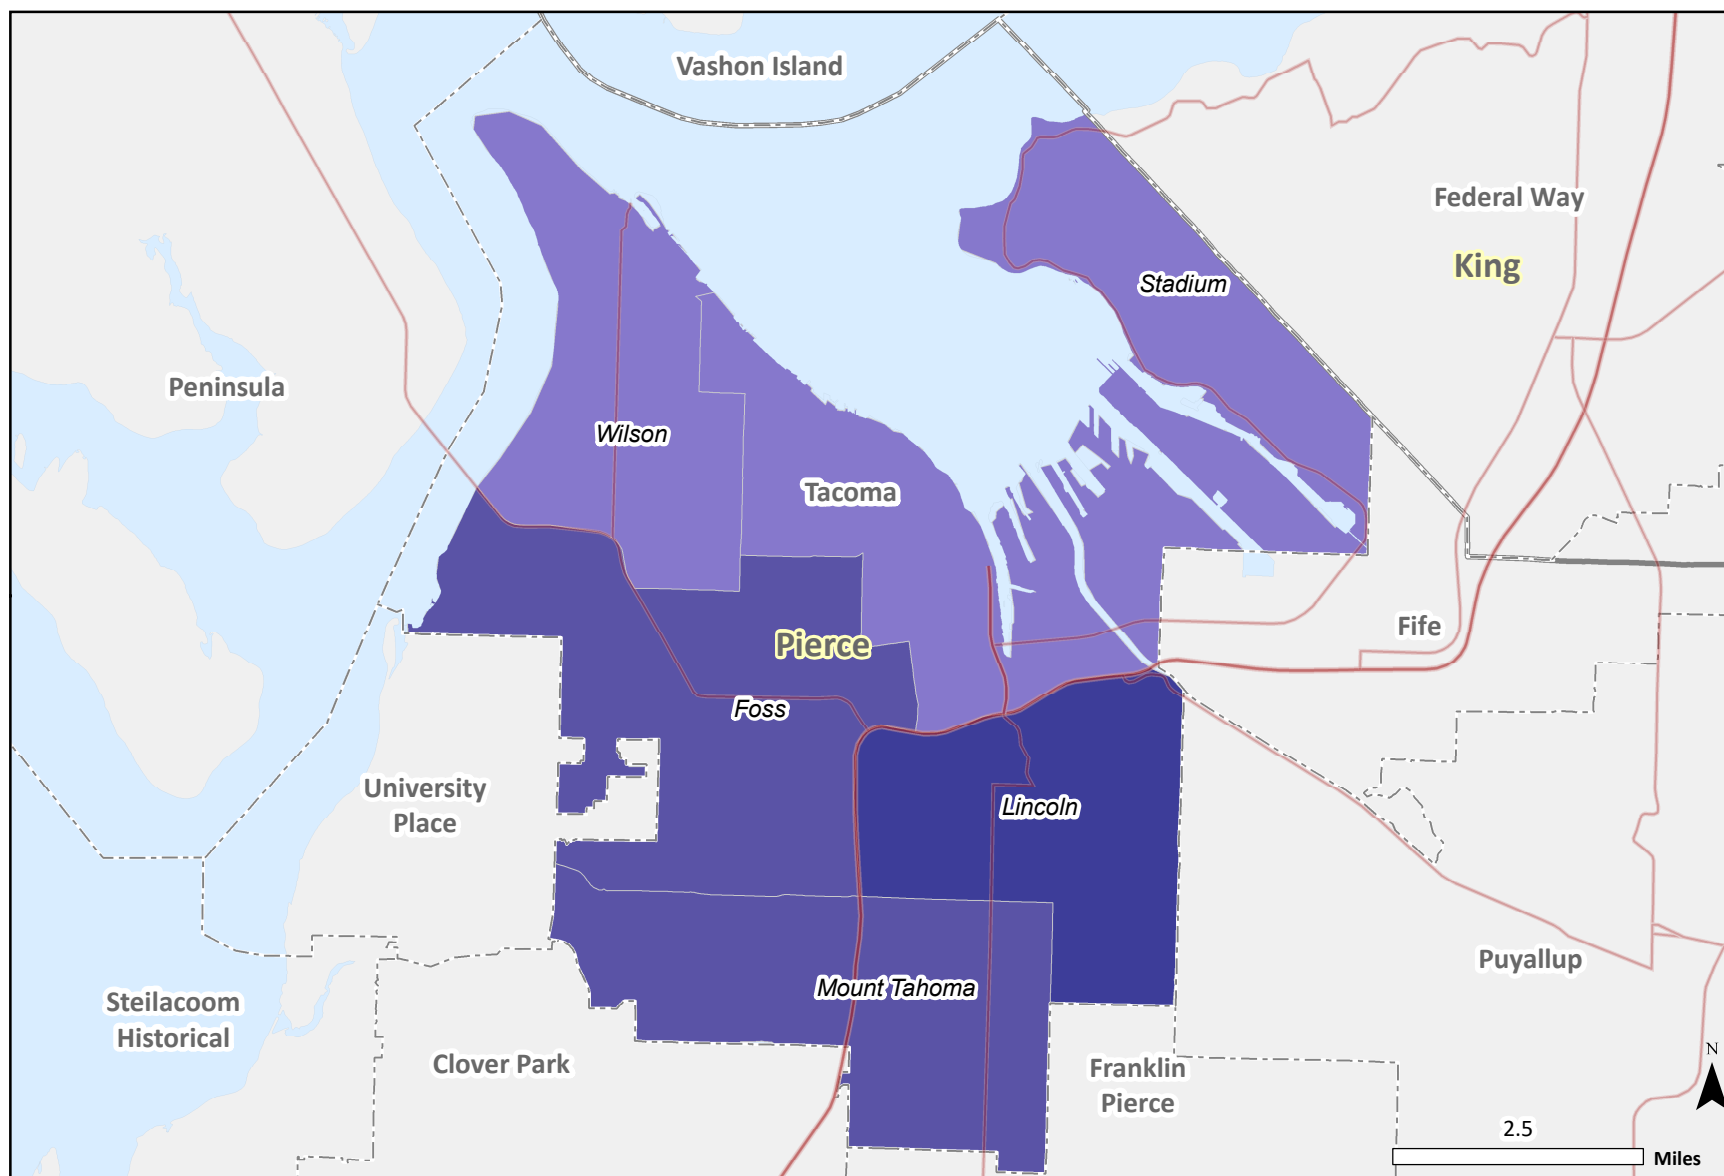 Vashon Island
Federal Way
King
Stadium
Peninsula
Wilson
Tacoma
Fife
Pierce
Foss
University
Place
Lincoln
Puyallup
Mount Tahoma
Steilacoom
Historical
Clover Park
Franklin
Pierce
N
2.5
Miles